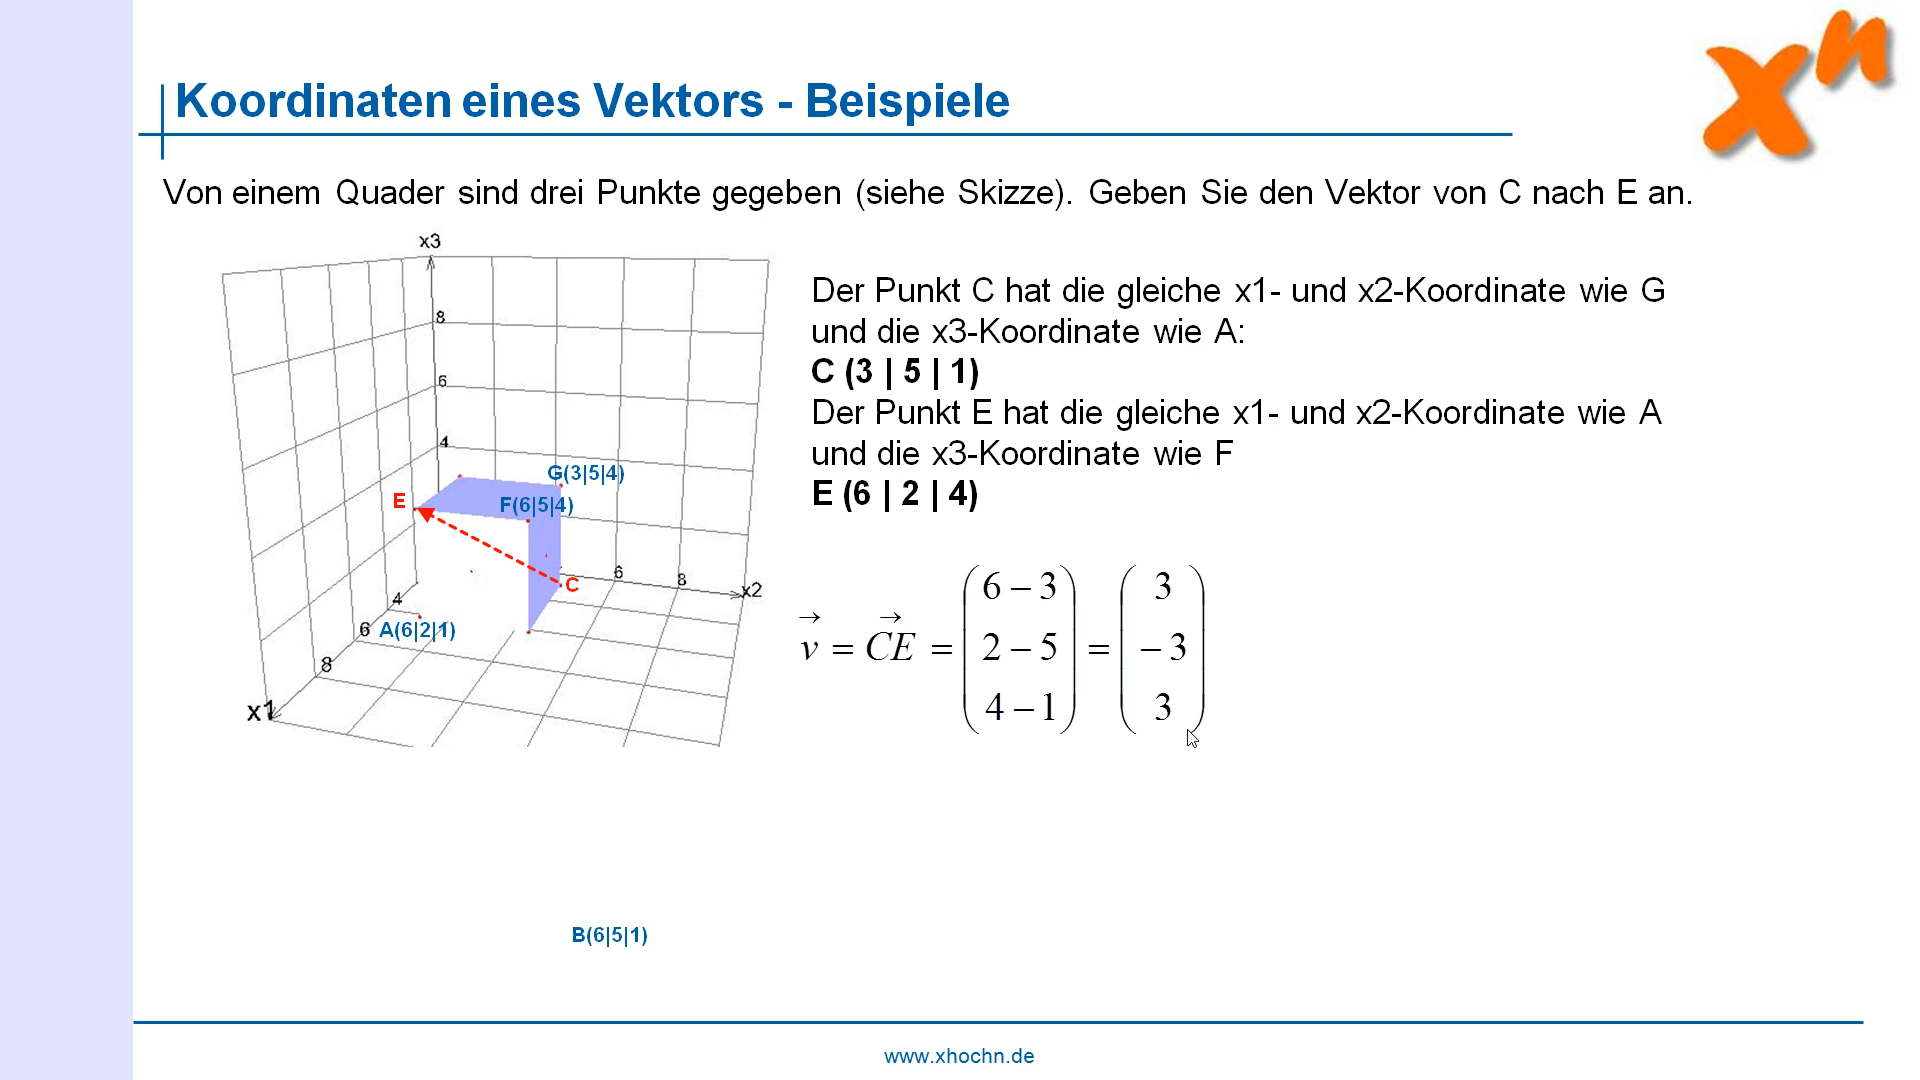 xn
Koordinaten eines Vektors - Beispiele
Von einem Quader sind drei Punkte gegeben (siehe Skizze). Geben Sie den Vektor von C nach E an.
x3
8
6
4
G(3|5|4)
E
F(6|5|4)
C
6
8
x2
4
6
A(6|2|1)
8
x1
Der Punkt C hat die gleiche x1- und x2-Koordinate wie G
und die x3-Koordinate wie A:
C (3 | 5 | 1)
Der Punkt E hat die gleiche x1- und x2-Koordinate wie A
und die x3-Koordinate wie F
E (6 | 2 | 4)
6 – 3 3
v = CE = 2 – 5 = – 3
4 – 1 3
B(6|5|1)
www.xhochn.de